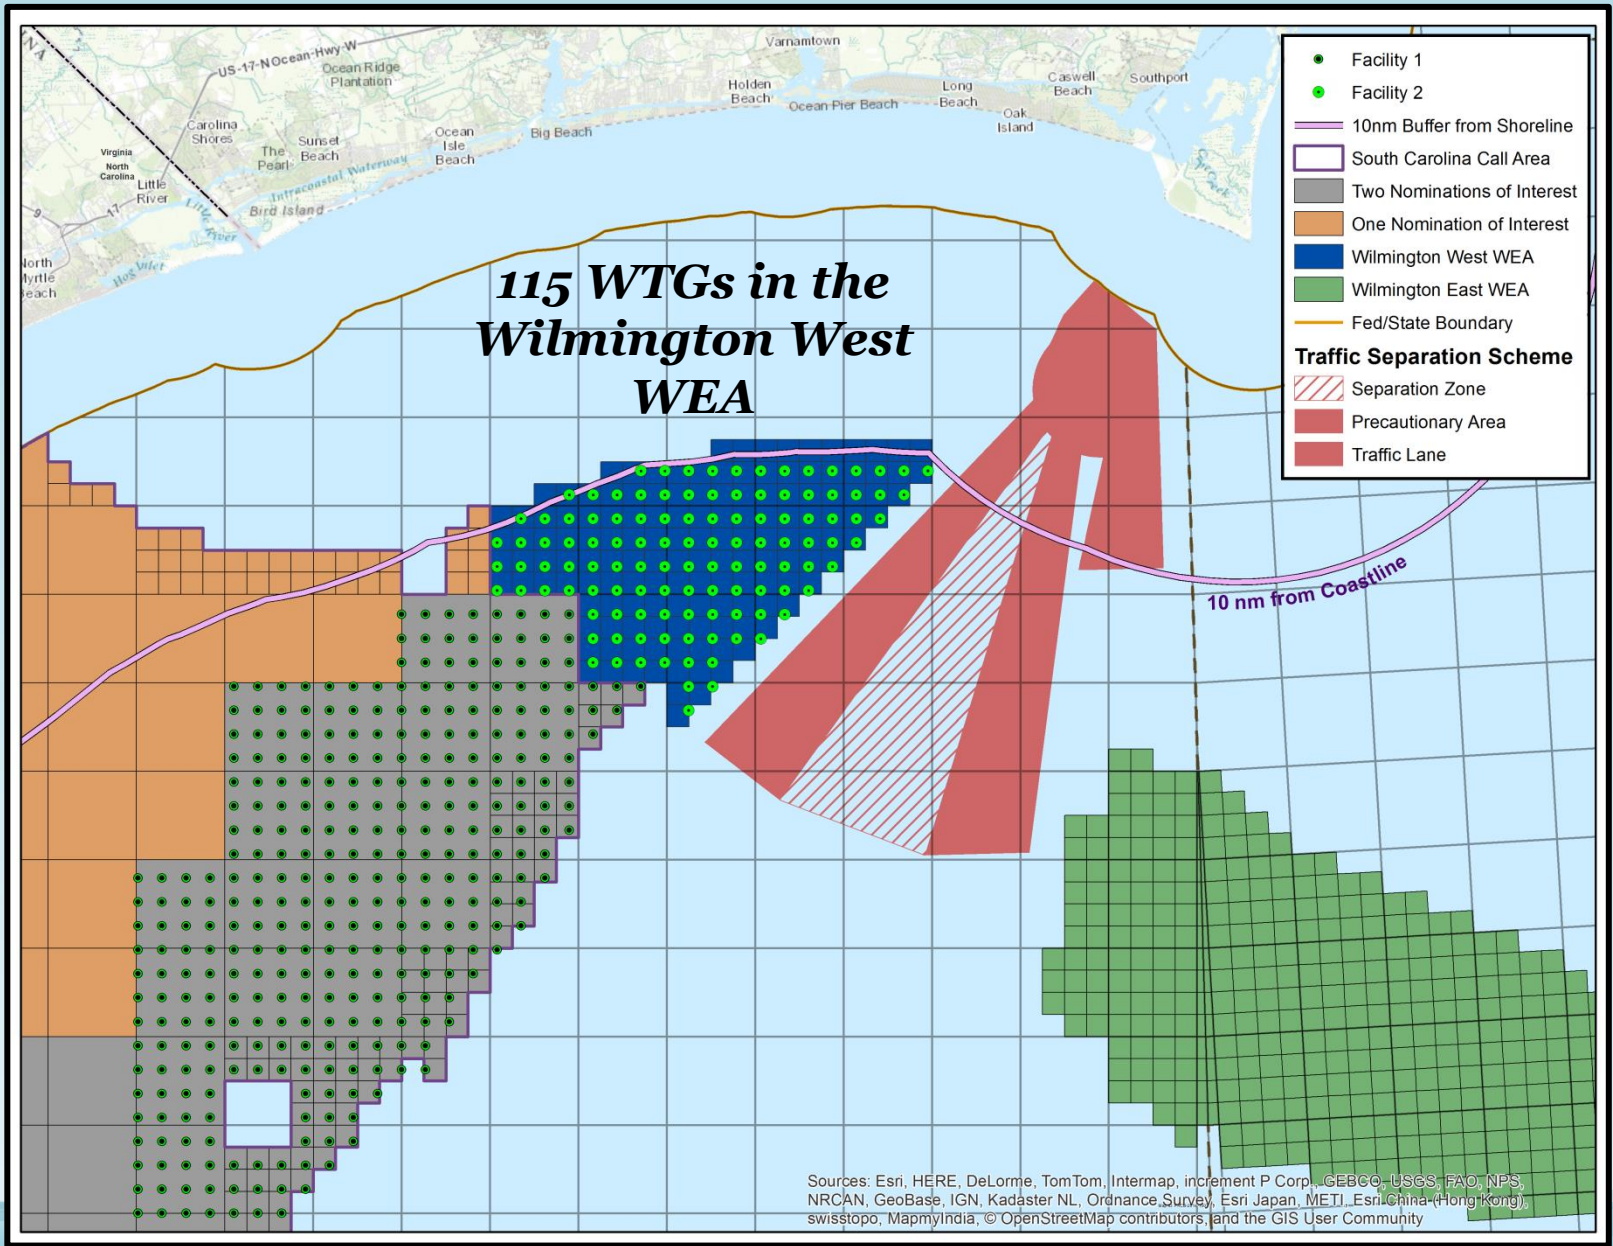 NA
US-17-N Ocean-Hwy-W
Ocean Ridge
Plantation
Varnamtown
Holden
Beach
Ocean Pier Beach
Long
Beach
Caswell
Beach
Southport
Oak
Island
Carolina
Shores
The
Pearl
Sunset
Beach
Ocean
Isle
Beach
Big Beach
Virginia
North
Carolina
Little
River
Intracoastal Waterway
Bird Island
Little
River
9
17
North
Myrtle
Beach
Hog Inlet
115 WTGs in the
Wilmington West
WEA
10 nm from Coastline
Facility 1
Facility 2
10nm Buffer from Shoreline
South Carolina Call Area
Two Nominations of Interest
One Nomination of Interest
Wilmington West WEA
Wilmington East WEA
Fed/State Boundary
Traffic Separation Scheme
Separation Zone
Precautionary Area
Traffic Lane
Sources: Esri, HERE, DeLorme, TomTom, Intermap, increment P Corp., GEBCO, USGS, FAO, NPS,
NRCAN, GeoBase, IGN, Kadaster NL, Ordnance Survey, Esri Japan, METI, Esri China (Hong Kong),
swisstopo, MapmyIndia, © OpenStreetMap contributors, and the GIS User Community